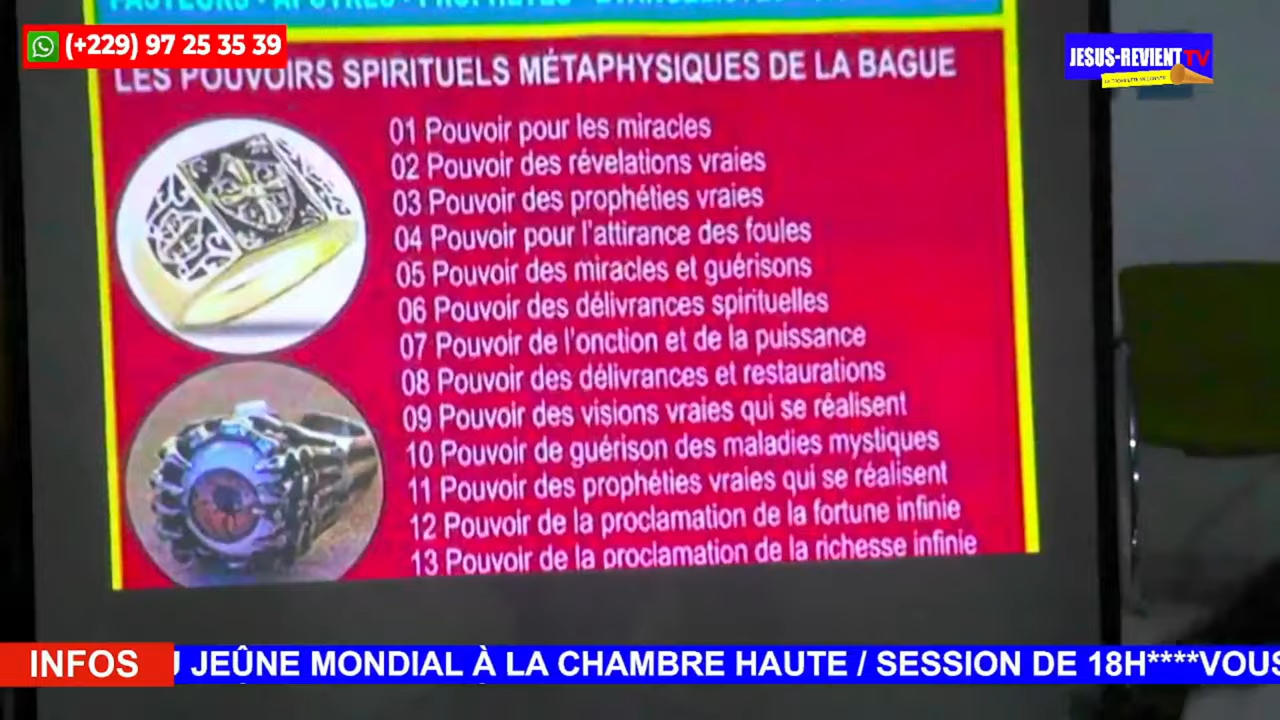 PASTEURS · APÔTRES · PROPHÈTES · ÉVANGÉLISTES
(+229) 97 25 35 39
JESUS-REVIENT TV
LES POUVOIRS SPIRITUELS MÉTAPHYSIQUES DE LA BAGUE
01 Pouvoir pour les miracles
02 Pouvoir des révelations vraies
03 Pouvoir des prophéties vraies
04 Pouvoir pour l'attirance des foules
05 Pouvoir des miracles et guérisons
06 Pouvoir des délivrances spirituelles
07 Pouvoir de l'onction et de la puissance
08 Pouvoir des délivrances et restaurations
09 Pouvoir des visions vraies qui se réalisent
10 Pouvoir de guérison des maladies mystiques
11 Pouvoir des prophéties vraies qui se réalisent
12 Pouvoir de la proclamation de la fortune infinie
13 Pouvoir de la proclamation de la richesse infinie
INFOS
JEÛNE MONDIAL À LA CHAMBRE HAUTE / SESSION DE 18H****VOUS